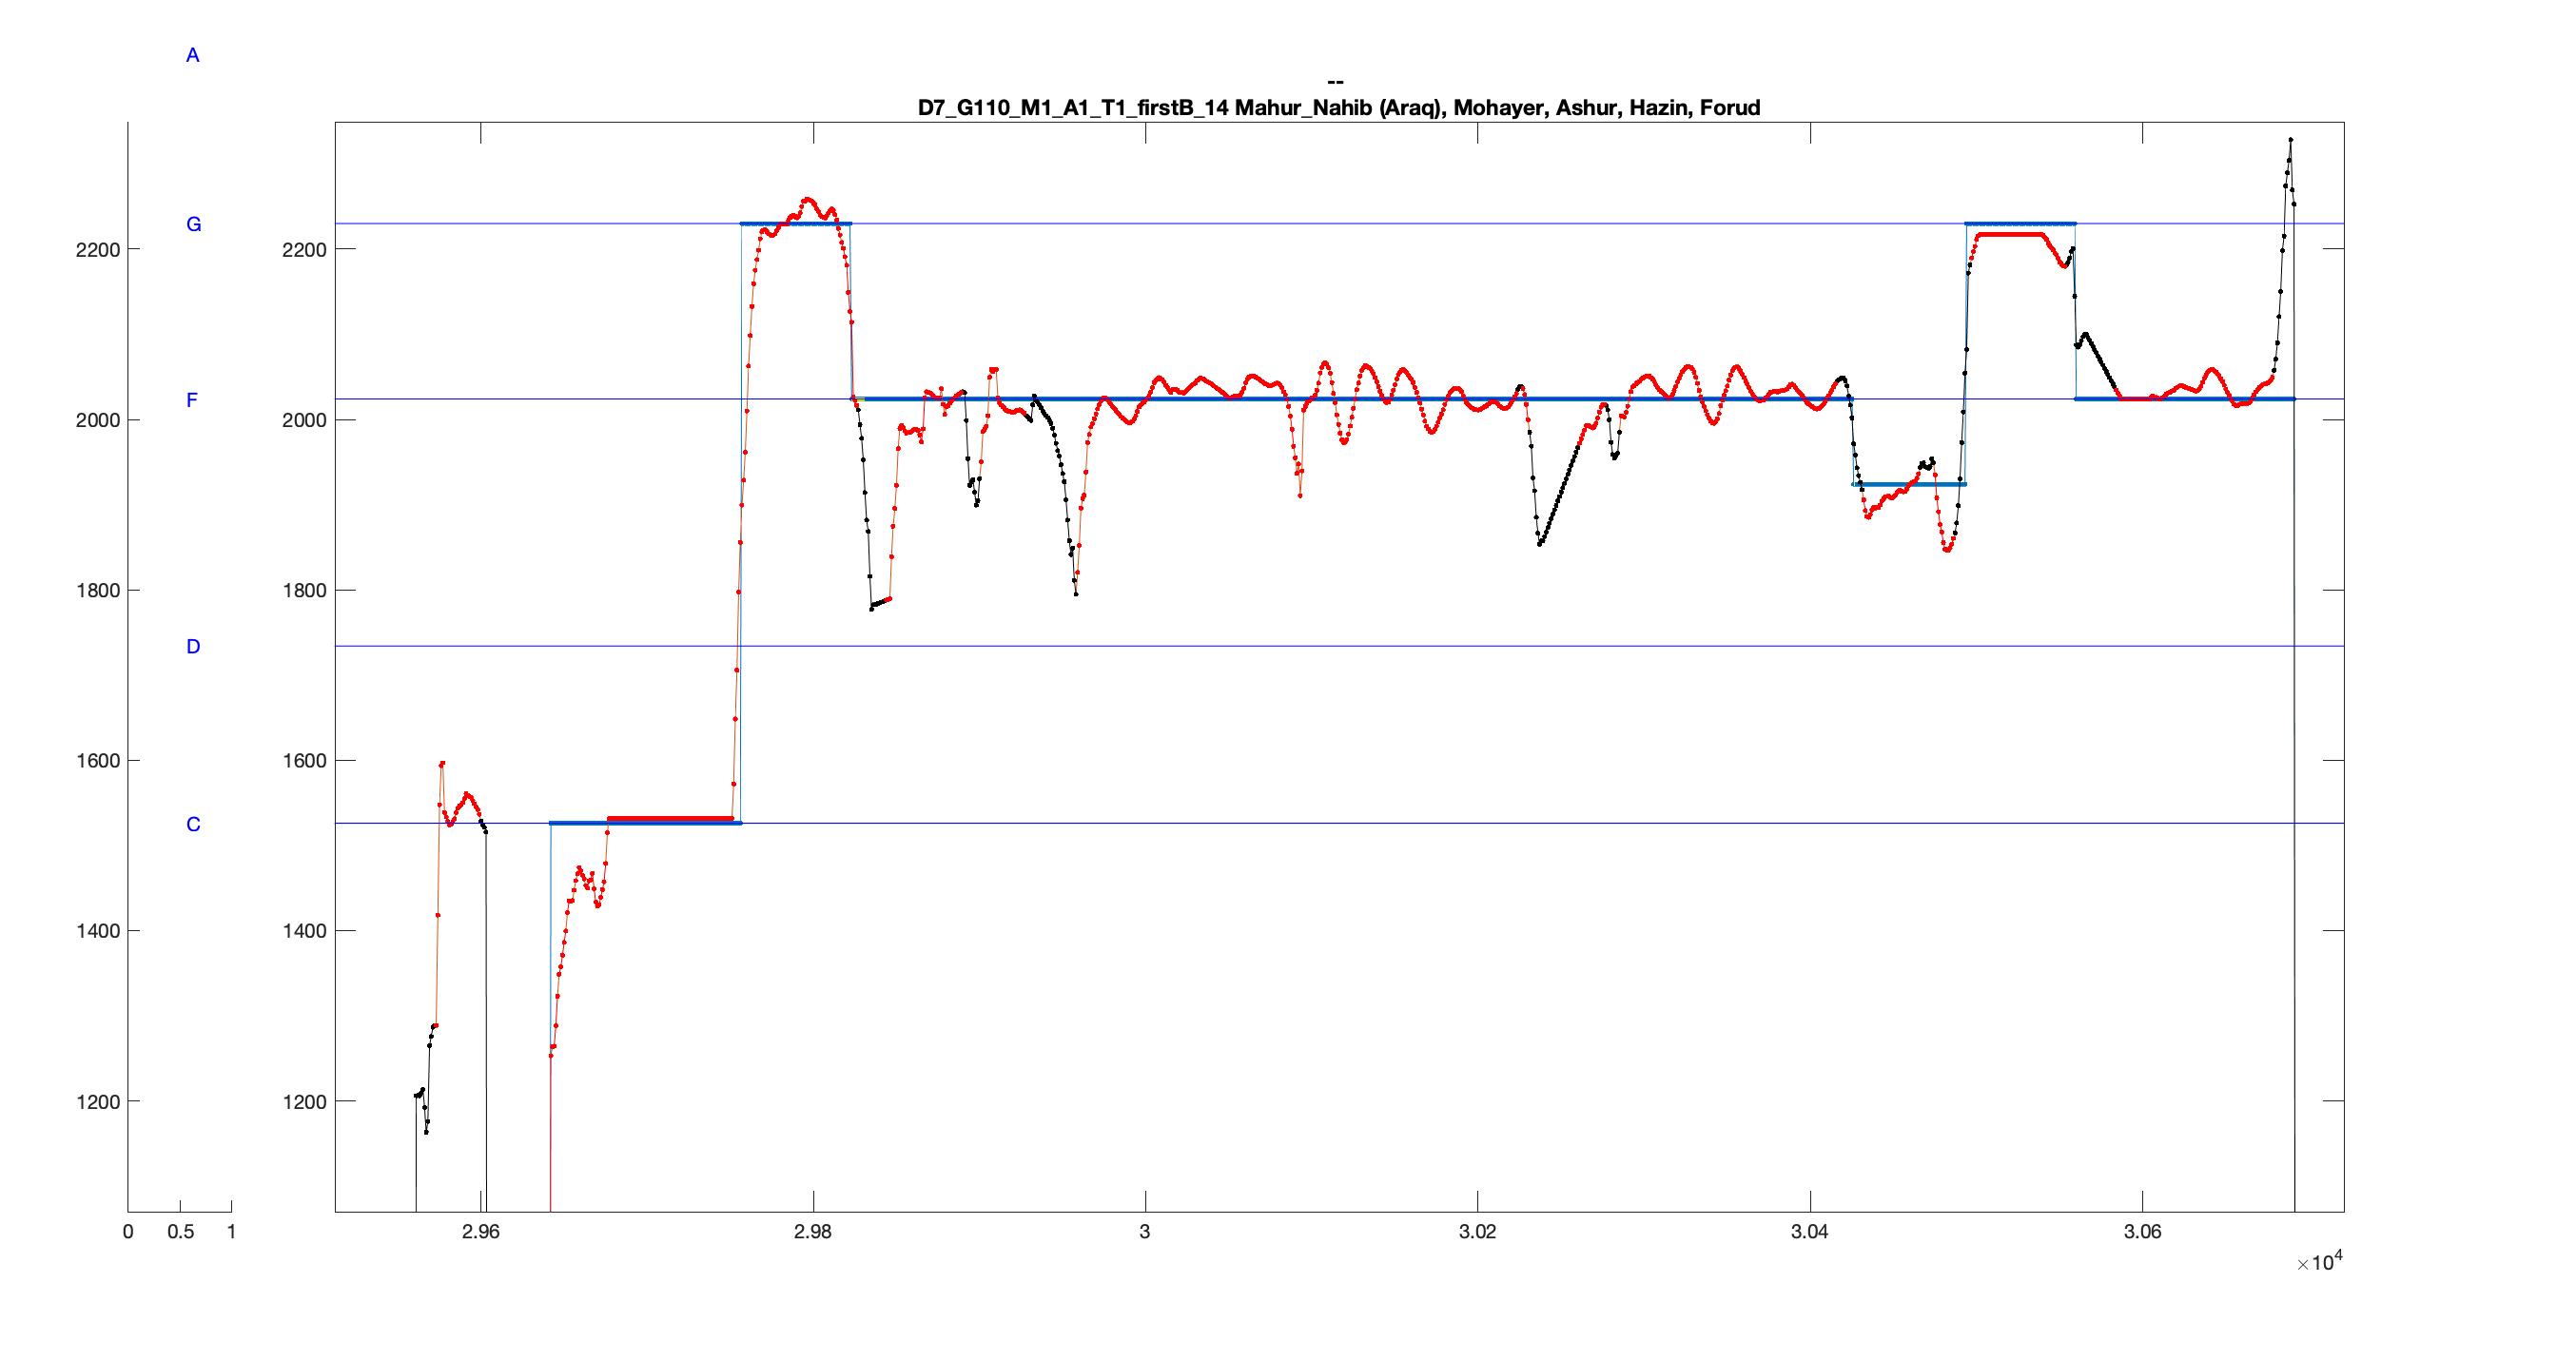 A
--
D7_G110_M1_A1_T1_firstB_14 Mahur_Nahib (Araq), Mohayer, Ashur, Hazin, Forud
G
2200
2200
F
2000
2000
1800
1800
D
1600
1600
C
1400
1400
1200
1200
0 0.5 1
2.96 2.98 3 3.02 3.04 3.06
×10⁴